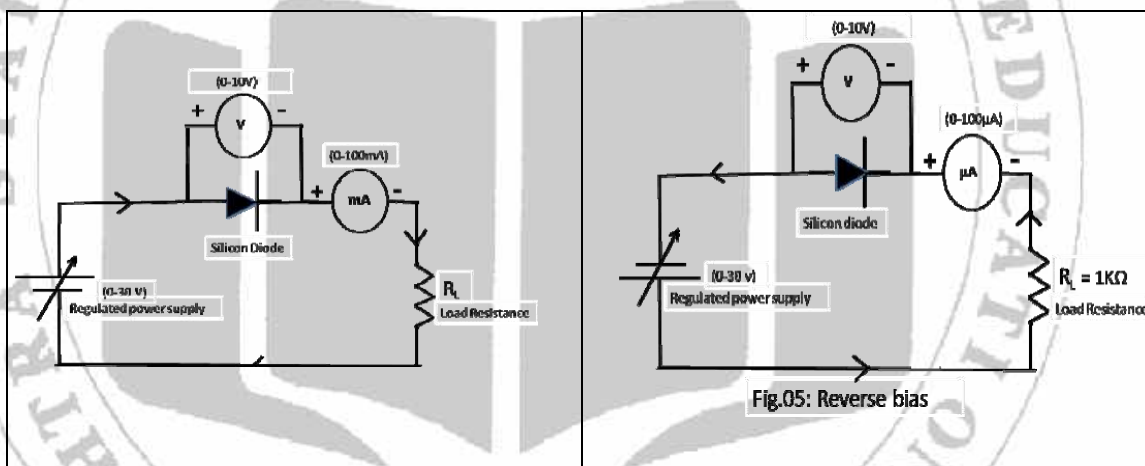 (0-10V)
+ V -
(0-100mA)
+ mA -
Silicon Diode
(0-30 v)
Regulated power supply
RL
Load Resistance
(0-10V)
+ V -
(0-100µA)
+ µA -
Silicon diode
(0-30 v)
Regulated power supply
RL = 1KΩ
Load Resistance
Fig.05: Reverse bias
EDUCATION